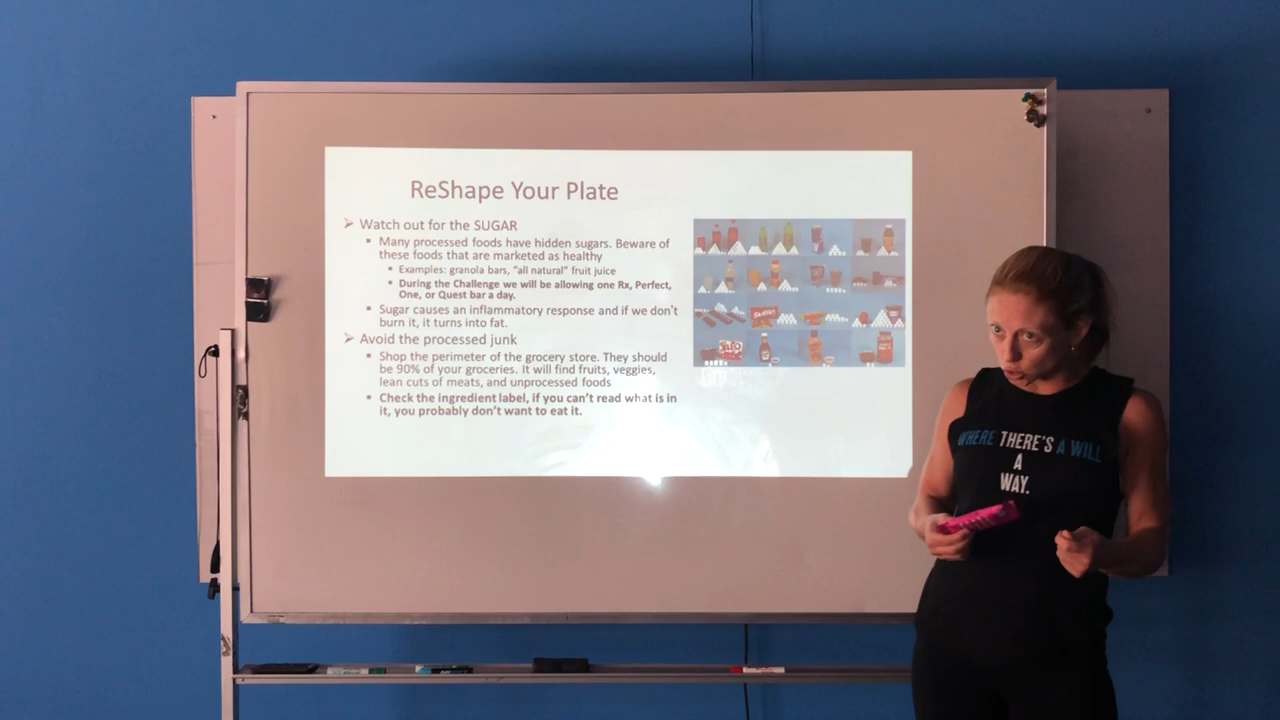 ReShape Your Plate
Watch out for the SUGAR
Many processed foods have hidden sugars. Beware of
these foods that are marketed as healthy
Examples: granola bars, "all natural" fruit juice
During the Challenge we will be allowing one Rx, Perfect,
One, or Quest bar a day.
Sugar causes an inflammatory response and if we don't
burn it, it turns into fat.
Avoid the processed junk
Shop the perimeter of the grocery store. They should
be 90% of your groceries. It will find fruits, veggies,
lean cuts of meats, and unprocessed foods
Check the ingredient label, if you can't read what is in
it, you probably don't want to eat it.
WHERE THERE'S A WILL
A
WAY.